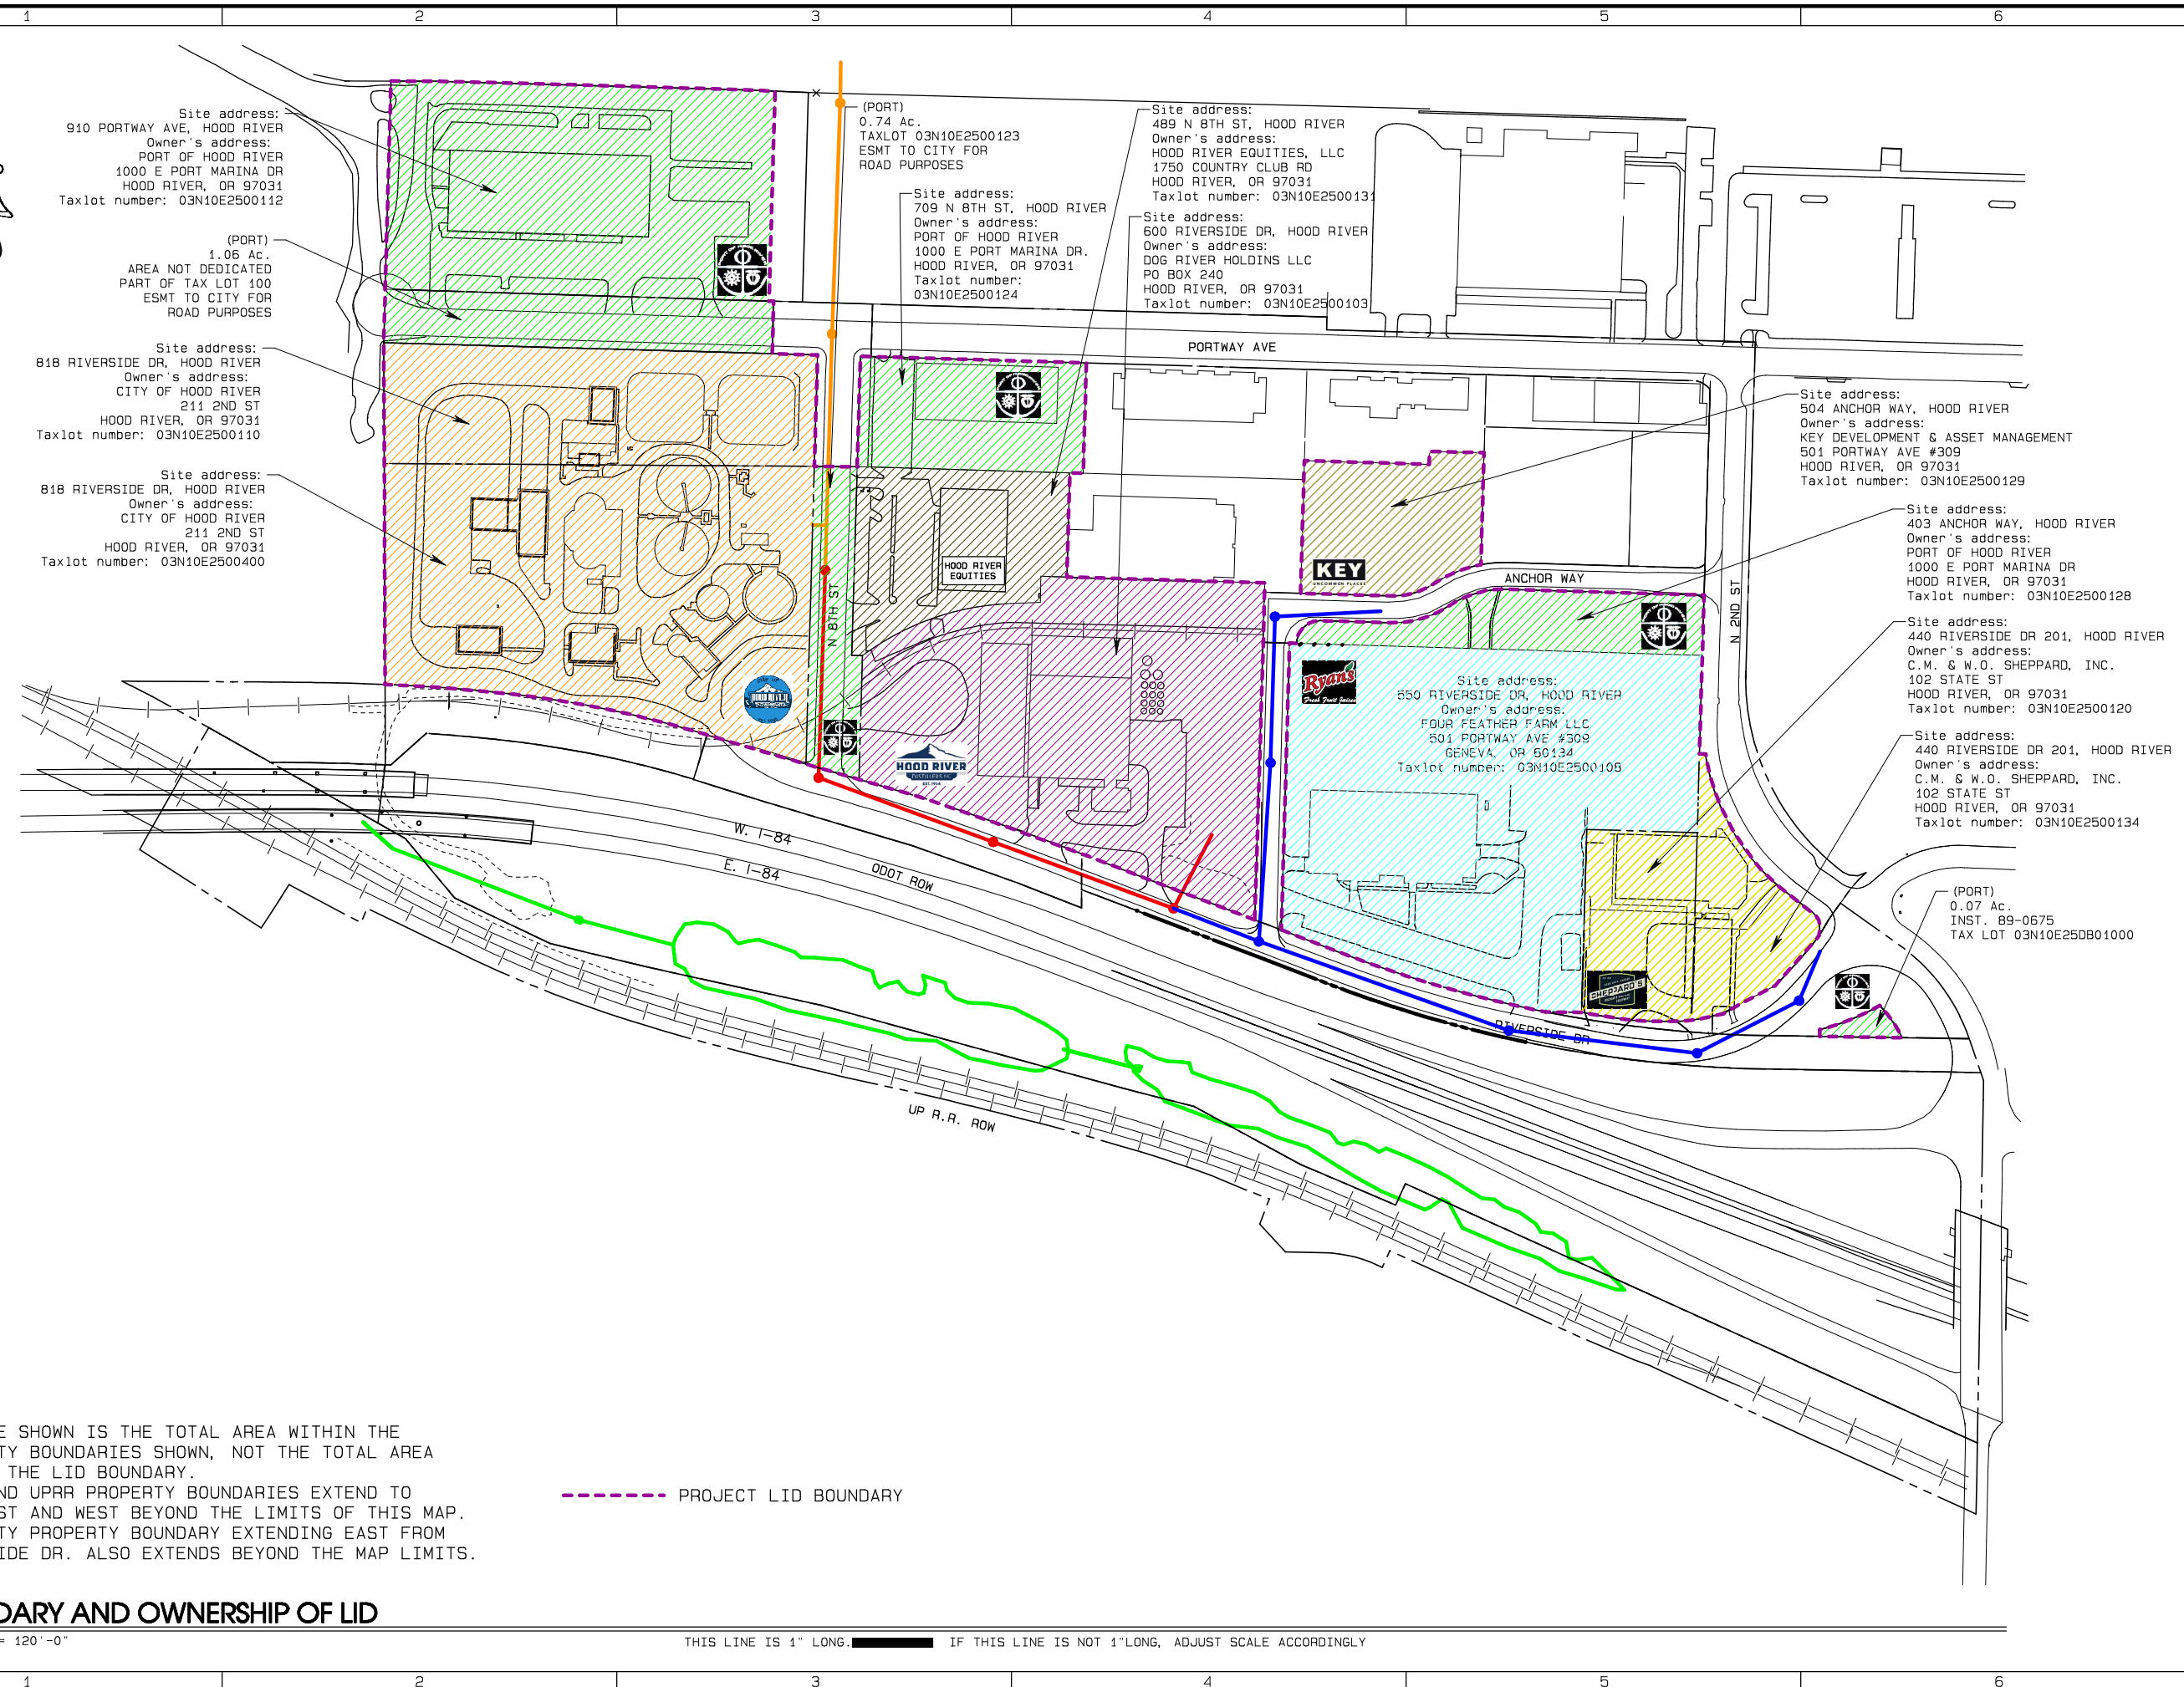 1 2 3 4 5 6
Site address:
910 PORTWAY AVE, HOOD RIVER
Owner's address:
PORT OF HOOD RIVER
1000 E PORT MARINA DR
HOOD RIVER, OR 97031
Taxlot number: 03N10E2500112
(PORT)
1.06 Ac.
AREA NOT DEDICATED
PART OF TAX LOT 100
ESMT TO CITY FOR
ROAD PURPOSES
Site address:
818 RIVERSIDE DR, HOOD RIVER
Owner's address:
CITY OF HOOD RIVER
211 2ND ST
HOOD RIVER, OR 97031
Taxlot number: 03N10E2500110
Site address:
818 RIVERSIDE DR, HOOD RIVER
Owner's address:
CITY OF HOOD RIVER
211 2ND ST
HOOD RIVER, OR 97031
Taxlot number: 03N10E2500400
(PORT)
0.74 Ac.
TAXLOT 03N10E2500123
ESMT TO CITY FOR
ROAD PURPOSES
Site address:
709 N 8TH ST, HOOD RIVER
Owner's address:
PORT OF HOOD RIVER
1000 E PORT MARINA DR.
HOOD RIVER, OR 97031
Taxlot number:
03N10E2500124
Site address:
489 N 8TH ST, HOOD RIVER
Owner's address:
HOOD RIVER EQUITIES, LLC
1750 COUNTRY CLUB RD
HOOD RIVER, OR 97031
Taxlot number: 03N10E2500131
Site address:
600 RIVERSIDE DR, HOOD RIVER
Owner's address:
DOG RIVER HOLDINS LLC
PO BOX 240
HOOD RIVER, OR 97031
Taxlot number: 03N10E2500103
PORTWAY AVE
Site address:
504 ANCHOR WAY, HOOD RIVER
Owner's address:
KEY DEVELOPMENT & ASSET MANAGEMENT
501 PORTWAY AVE #309
HOOD RIVER, OR 97031
Taxlot number: 03N10E2500129
Site address:
403 ANCHOR WAY, HOOD RIVER
Owner's address:
PORT OF HOOD RIVER
1000 E PORT MARINA DR
HOOD RIVER, OR 97031
Taxlot number: 03N10E2500128
Site address:
440 RIVERSIDE DR 201, HOOD RIVER
Owner's address:
C.M. & W.O. SHEPPARD, INC.
102 STATE ST
HOOD RIVER, OR 97031
Taxlot number: 03N10E2500120
Site address:
440 RIVERSIDE DR 201, HOOD RIVER
Owner's address:
C.M. & W.O. SHEPPARD, INC.
102 STATE ST
HOOD RIVER, OR 97031
Taxlot number: 03N10E2500134
(PORT)
0.07 Ac.
INST. 89-0675
TAX LOT 03N10E25DB01000
HOOD RIVER
EQUITIES
KEY
UNCOMMON PLACES
ANCHOR WAY
N 8TH ST
N 2ND ST
Ryan's
Fresh Fruit Juices
Site address:
550 RIVERSIDE DR, HOOD RIVER
Owner's address:
FOUR FEATHER FARM LLC
501 PORTWAY AVE #309
GENEVA, OR 60134
Taxlot number: 03N10E2500108
HOOD RIVER
DISTILLERS INC
SHEPPARD'S
W. I-84
E. I-84
ODOT ROW
RIVERSIDE DR
UP R.R. ROW
E SHOWN IS THE TOTAL AREA WITHIN THE
TY BOUNDARIES SHOWN, NOT THE TOTAL AREA
THE LID BOUNDARY.
ND UPRR PROPERTY BOUNDARIES EXTEND TO
ST AND WEST BEYOND THE LIMITS OF THIS MAP.
TY PROPERTY BOUNDARY EXTENDING EAST FROM
IDE DR. ALSO EXTENDS BEYOND THE MAP LIMITS.
PROJECT LID BOUNDARY
DARY AND OWNERSHIP OF LID
= 120'-0"
THIS LINE IS 1" LONG. IF THIS LINE IS NOT 1"LONG, ADJUST SCALE ACCORDINGLY
1 2 3 4 5 6